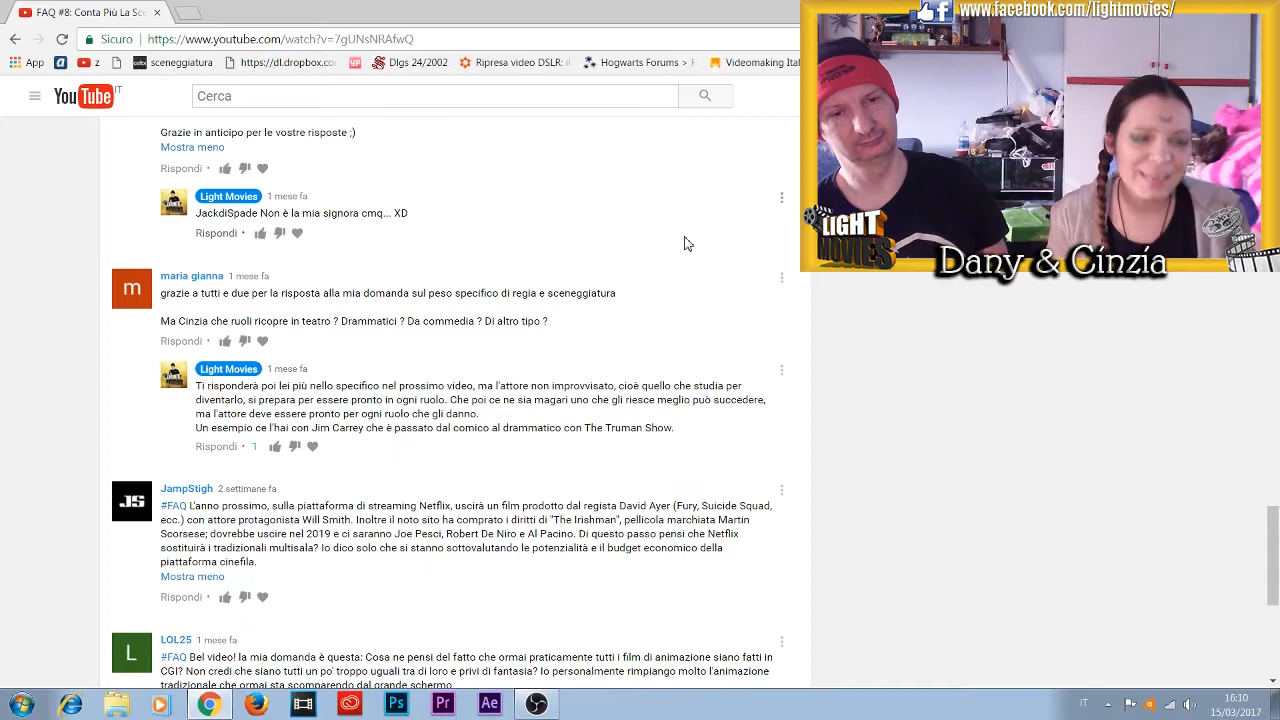 FAQ #8: Conta Più La Sce
Sicuro | https://www.youtube.com/watch?v=7gUNsNRAfwQ
App
z
sceneggiatura
https://dl.dropbox.com
UP
Dlgs 24/2002
Ripresa video DSLR: il
Hogwarts Forums > F
Videomaking Ital
YouTube IT
Cerca
Grazie in anticipo per le vostre risposte ;)
Mostra meno
Rispondi •
Light Movies 1 mese fa
JackdiSpade Non è la mia signora cmq... XD
Rispondi •
m
maria gianna 1 mese fa
grazie a tutti e due per la risposta alla mia domanda sul peso specifico di regia e sceneggiatura
Ma Cinzia che ruoli ricopre in teatro ? Drammatici ? Da commedia ? Di altro tipo ?
Rispondi •
Light Movies 1 mese fa
Ti risponderà poi lei più nello specifico nel prossimo video, ma l'attore non improvvisato, cioè quello che studia per
diventarlo, si prepara per essere pronto in ogni ruolo. Che poi ce ne sia magari uno che gli riesce meglio può succedere,
ma l'attore deve essere pronto per ogni ruolo che gli danno.
Un esempio ce l'hai con Jim Carrey che è passato dal comico al drammatico con The Truman Show.
Rispondi • 1
JS
JampStigh 2 settimane fa
#FAQ L'anno prossimo, sulla piattaforma di streaming Netflix, uscirà un film prodotto dal regista David Ayer (Fury, Suicide Squad,
ecc.) con attore protagonista Will Smith. Inoltre il noto sito ha comprato i diritti di "The Irishman", pellicola marchiata Martin
Scorsese; dovrebbe uscire nel 2019 e ci saranno Joe Pesci, Robert De Niro e Al Pacino. Di questo passo pensi che Netflix
sostituirà i tradizionali multisala? Io dico solo che si stanno sottovalutando le potenzialità e il budget economico della
piattaforma cinefila.
Mostra meno
Rispondi •
L
LOL25 1 mese fa
#FAQ Bel video! la mia domanda è questa: Cosa ne pensi del fatto che ormai praticamente tutti i film di animazione siano fatti in
CGI? Non credi che siano tutti un po' troppo uguali tra di loro e privi di fantasia? Io personalmente rimpiango molto l'animazione
tradizionale che ormai sta scomparendo dal grande schermo.
www.facebook.com/lightmovies/
LIGHT
MOVIES
Dany & Cinzia
Ps
Pr
Ae
IT
16:10
15/03/2017